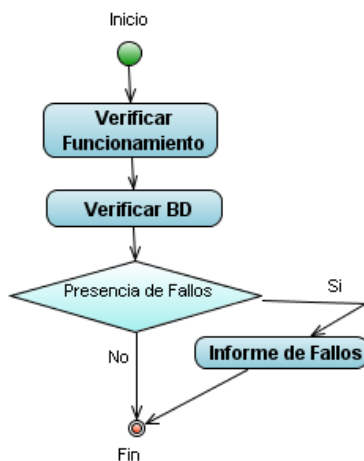 Inicio
Verificar
Funcionamiento
Verificar BD
Presencia de Fallos
Si
Informe de Fallos
No
Fin